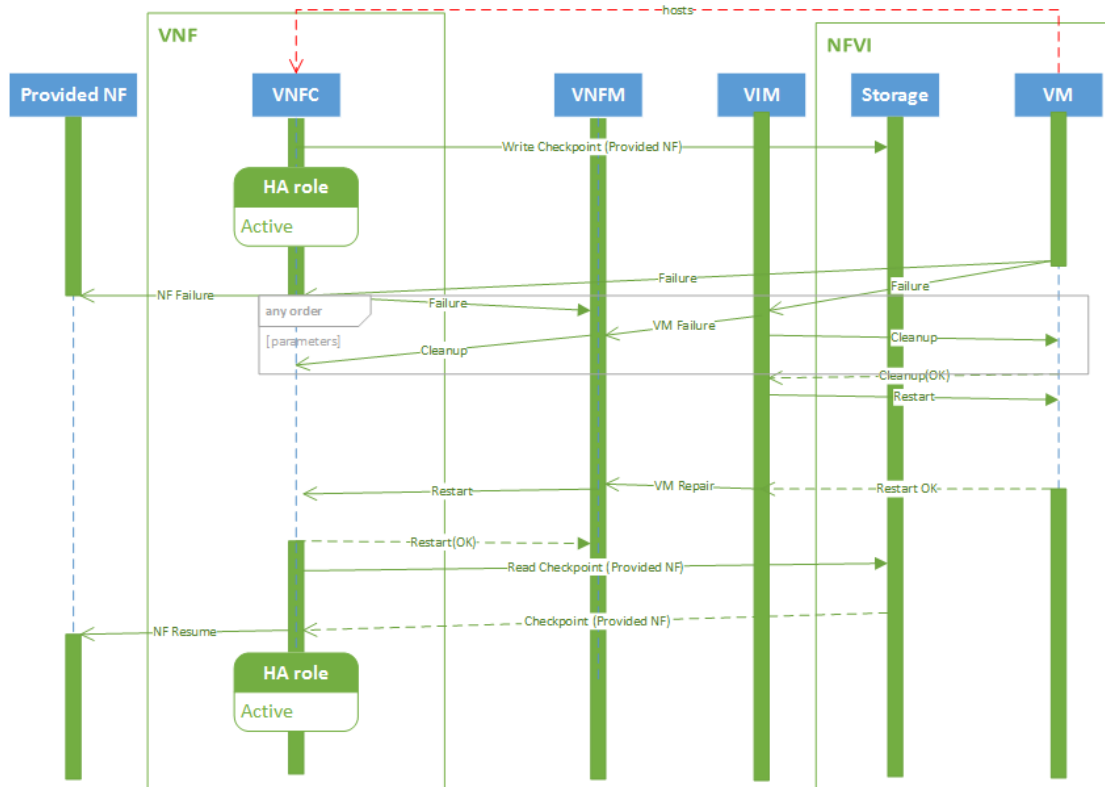 hosts
VNF
NFVI
Provided NF
VNFC
VNFM
VIM
Storage
VM
Write Checkpoint (Provided NF)
HA role
Active
Failure
Failure
NF Failure
Failure
any order
VM Failure
[parameters]
Cleanup
Cleanup
Cleanup(OK)
Restart
VM Repair
Restart OK
Restart
Restart(OK)
Read Checkpoint (Provided NF)
Checkpoint (Provided NF)
NF Resume
HA role
Active